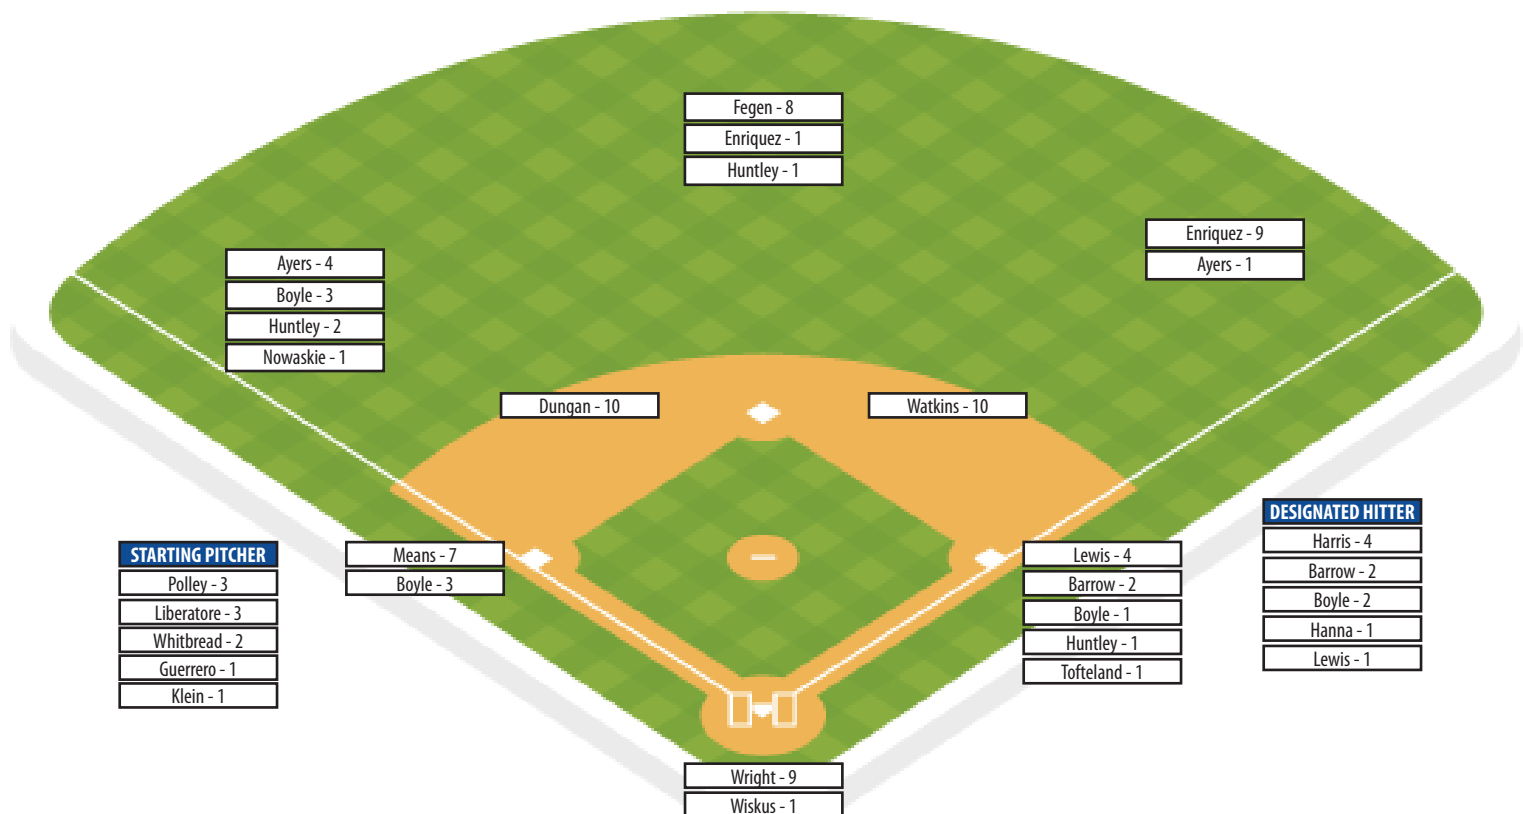 Fegen - 8
Enriquez - 1
Huntley - 1
Enriquez - 9
Ayers - 1
Ayers - 4
Boyle - 3
Huntley - 2
Nowaskie - 1
Dungan - 10
Watkins - 10
STARTING PITCHER
Polley - 3
Liberatore - 3
Whitbread - 2
Guerrero - 1
Klein - 1
Means - 7
Boyle - 3
Lewis - 4
Barrow - 2
Boyle - 1
Huntley - 1
Tofteland - 1
DESIGNATED HITTER
Harris - 4
Barrow - 2
Boyle - 2
Hanna - 1
Lewis - 1
Wright - 9
Wiskus - 1